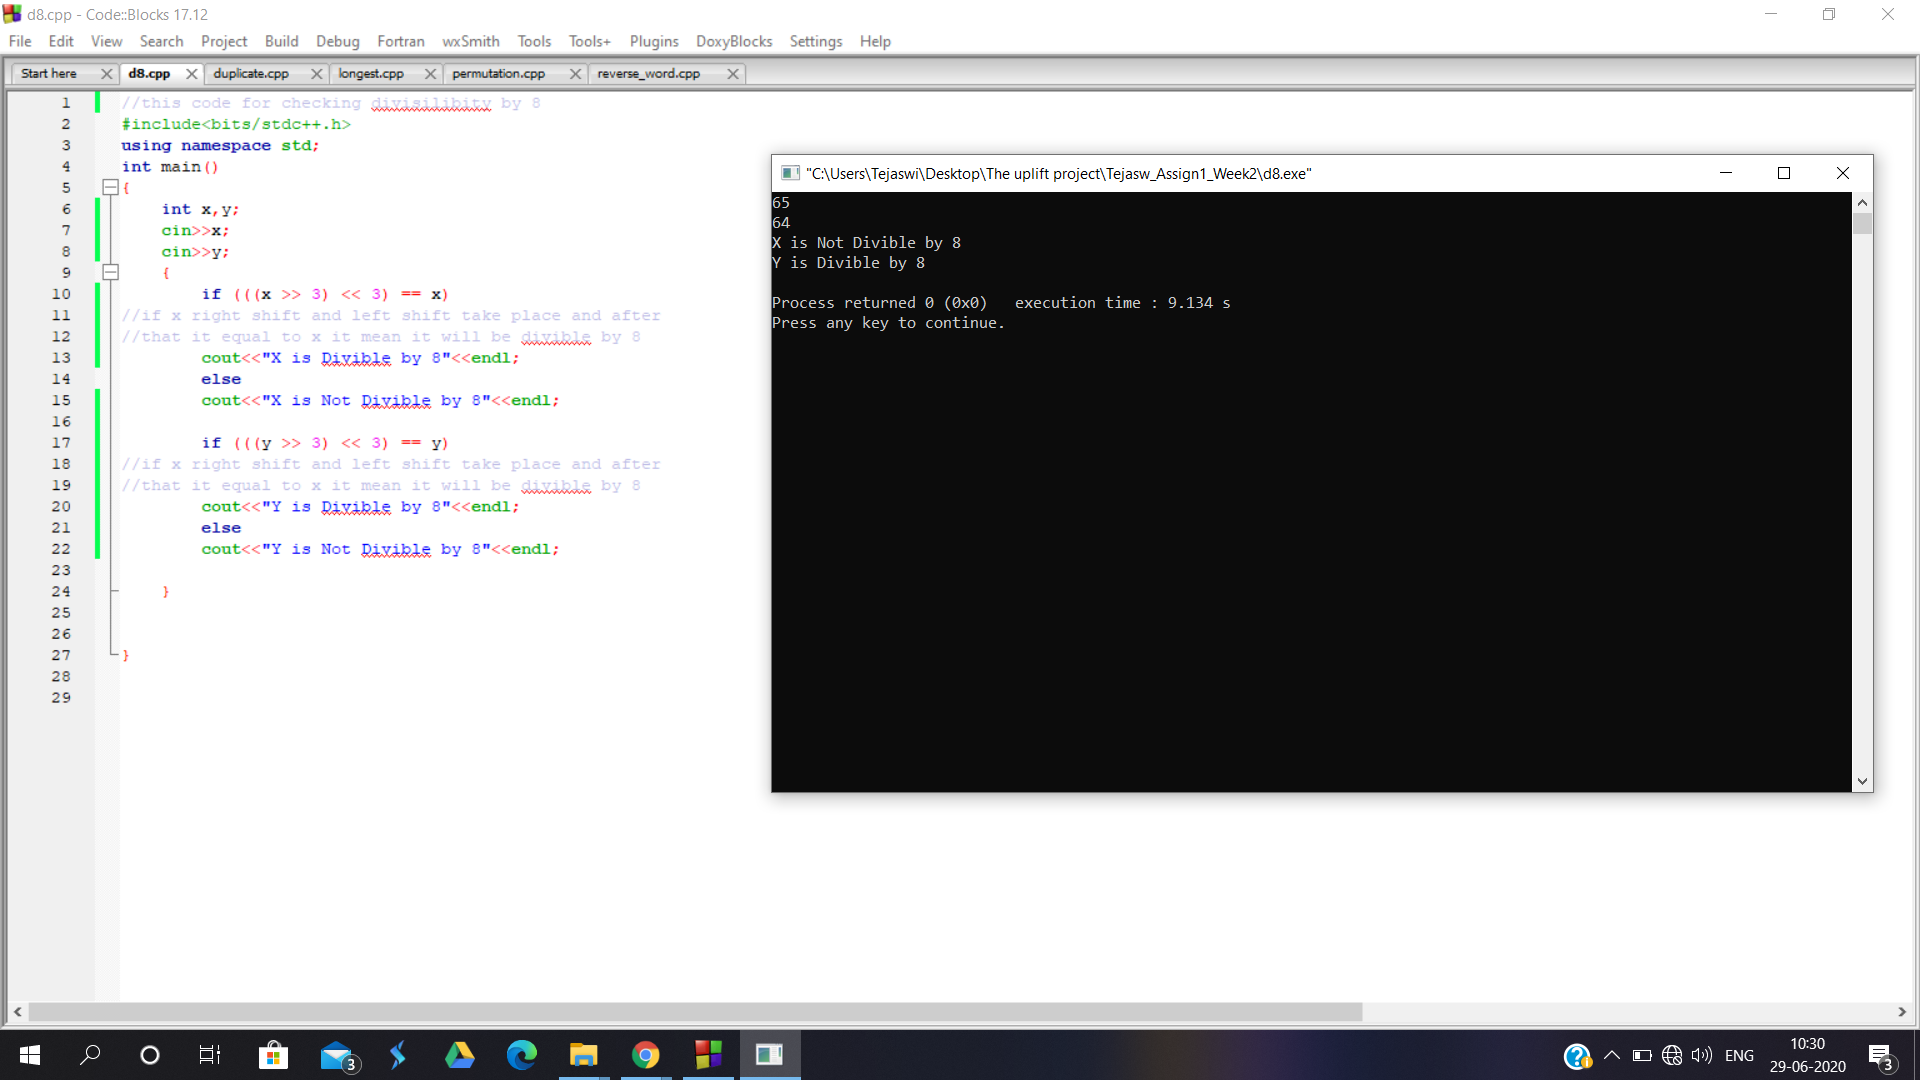 d8.cpp - Code::Blocks 17.12
File Edit View Search Project Build Debug Fortran wxSmith Tools Tools+ Plugins DoxyBlocks Settings Help
Start here d8.cpp duplicate.cpp longest.cpp permutation.cpp reverse_word.cpp
1 //this code for checking divisilibity by 8
2 #include<bits/stdc++.h>
3 using namespace std;
4 int main()
5 {
6 int x,y;
7 cin>>x;
8 cin>>y;
9 {
10 if (((x >> 3) << 3) == x)
11 //if x right shift and left shift take place and after
12 //that it equal to x it mean it will be divible by 8
13 cout<<"X is Divible by 8"<<endl;
14 else
15 cout<<"X is Not Divible by 8"<<endl;
16
17 if (((y >> 3) << 3) == y)
18 //if x right shift and left shift take place and after
19 //that it equal to x it mean it will be divible by 8
20 cout<<"Y is Divible by 8"<<endl;
21 else
22 cout<<"Y is Not Divible by 8"<<endl;
23
24 }
25
26
27 }
28
29
"C:\Users\Tejaswi\Desktop\The uplift project\Tejasw_Assign1_Week2\d8.exe"
65
64
X is Not Divible by 8
Y is Divible by 8
Process returned 0 (0x0) execution time : 9.134 s
Press any key to continue.
3
ENG
10:30
29-06-2020
3